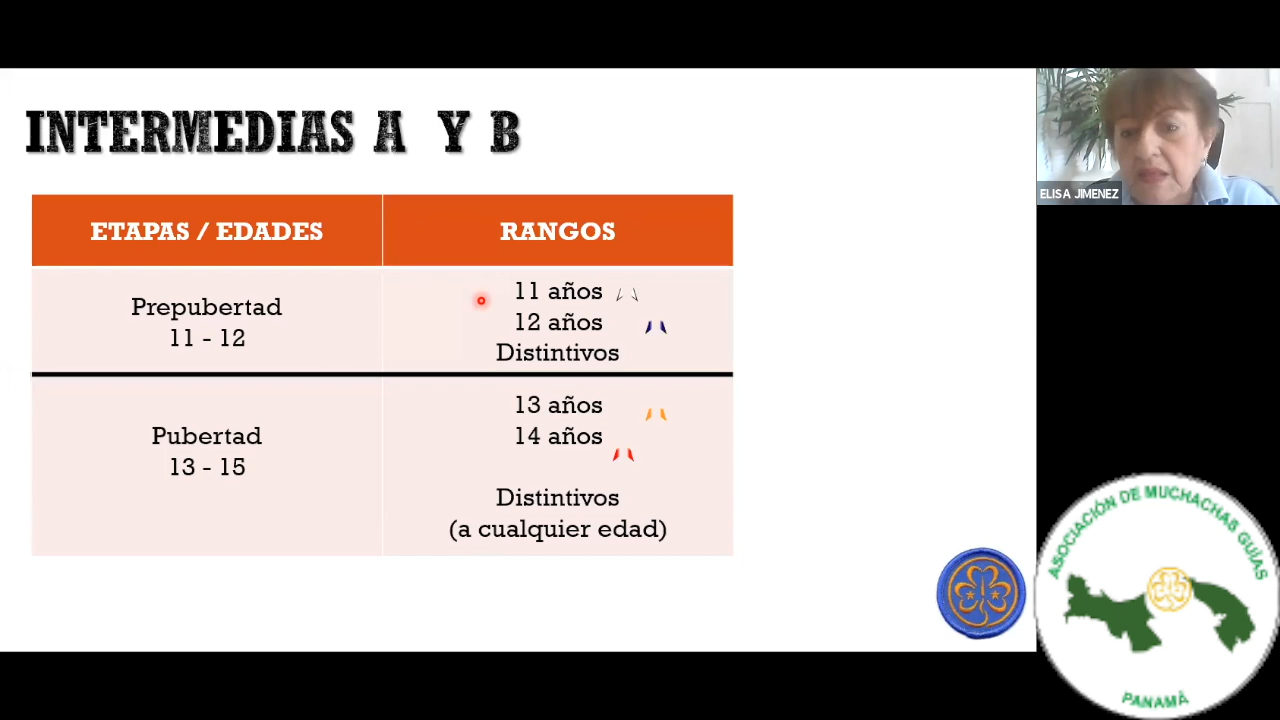 INTERMEDIAS A Y B
ETAPAS / EDADES
RANGOS
Prepubertad
11 - 12
11 años
12 años
Distintivos
Pubertad
13 - 15
13 años
14 años
Distintivos
(a cualquier edad)
ELISA JIMENEZ
ASOCIACIÓN DE MUCHACHAS GUÍAS
PANAMÁ